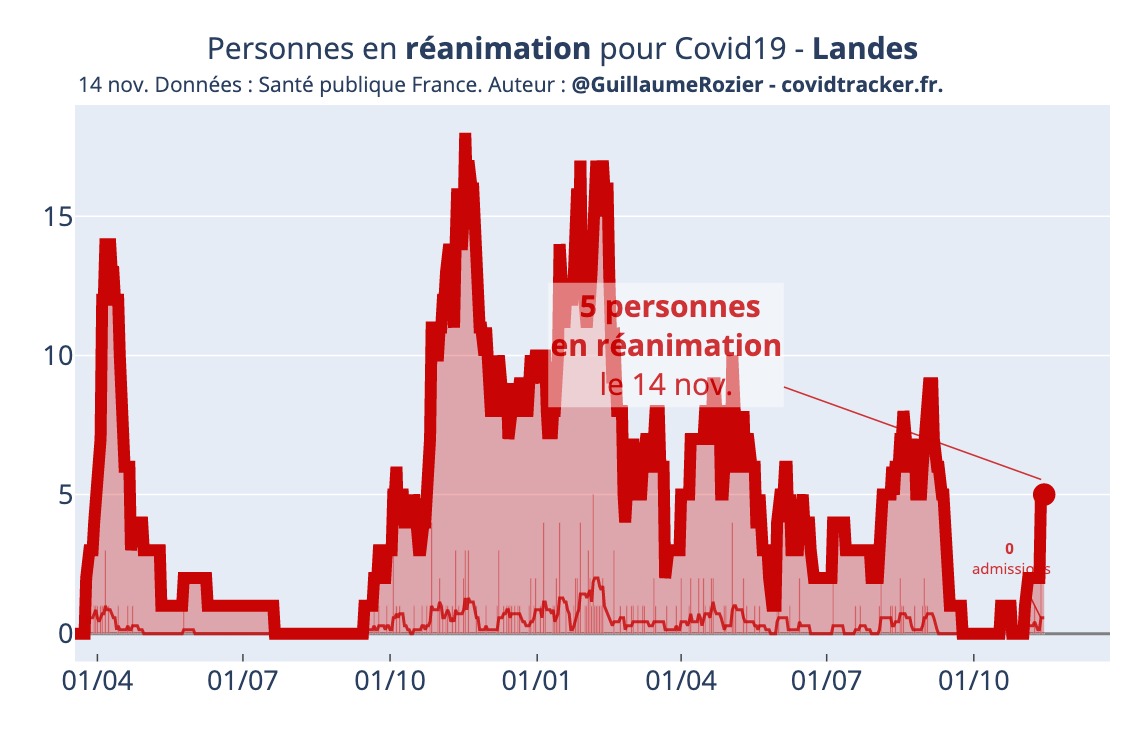 Personnes en réanimation pour Covid19 - Landes
14 nov. Données : Santé publique France. Auteur : @GuillaumeRozier - covidtracker.fr.
15
10
5
0
5 personnes
en réanimation
le 14 nov.
0
admissions
01/04
01/07
01/10
01/01
01/04
01/07
01/10